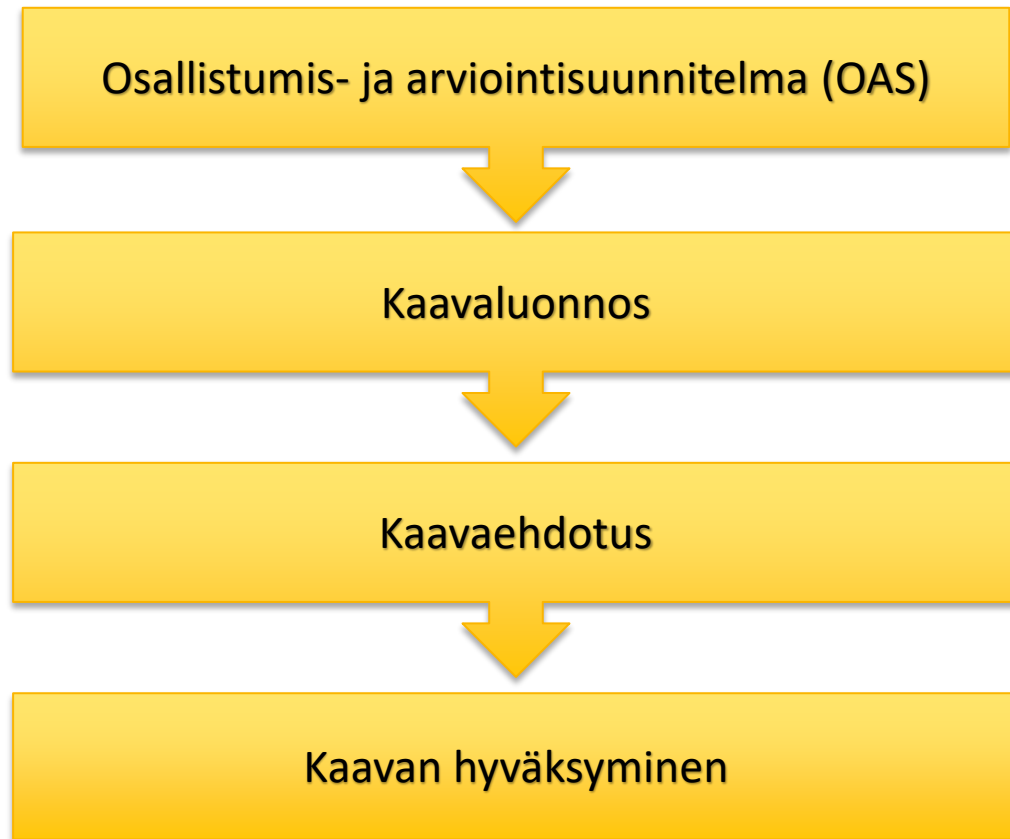 Osallistumis- ja arviointisuunnitelma (OAS)
Kaavaluonnos
Kaavaehdotus
Kaavan hyväksyminen